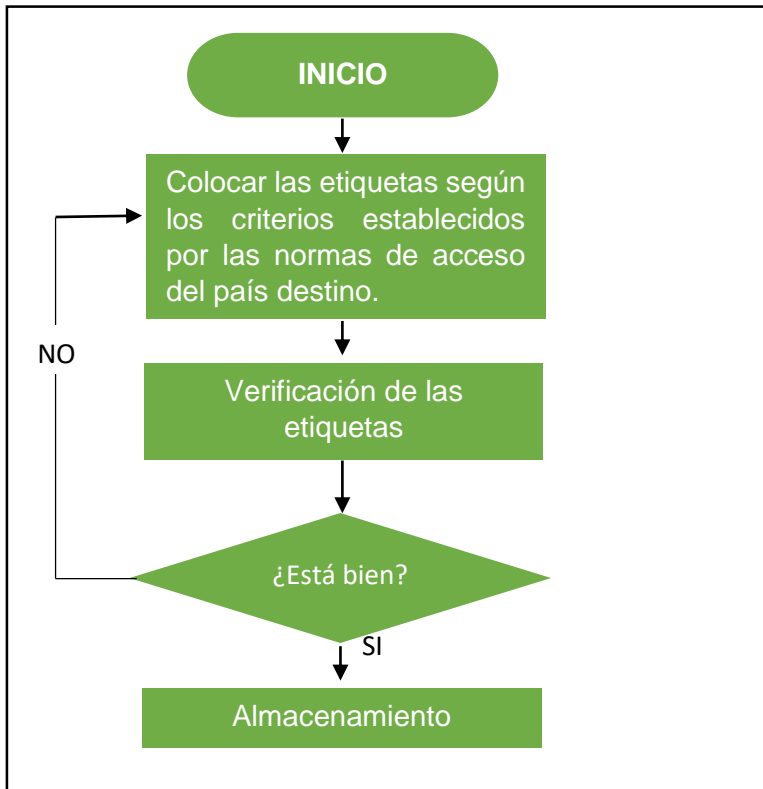 INICIO
Colocar las etiquetas según
los criterios establecidos
por las normas de acceso
del país destino.
NO
Verificación de las
etiquetas
¿Está bien?
SI
Almacenamiento